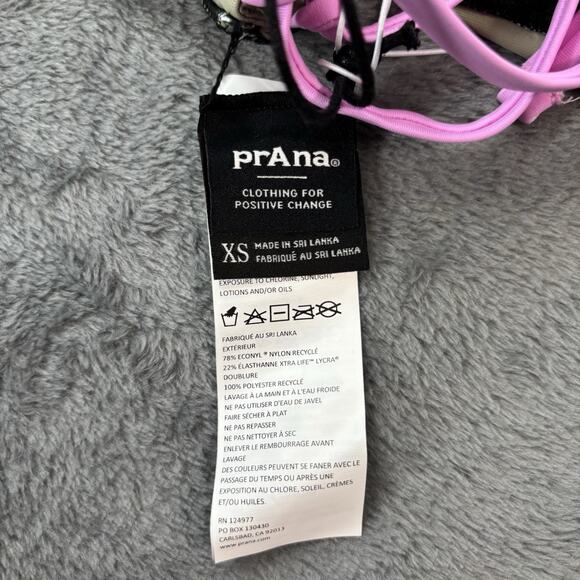 prAna®
CLOTHING FOR
POSITIVE CHANGE
XS MADE IN SRI LANKA
FABRIQUÉ AU SRI LANKA
EXPOSURE TO CHLORINE, SUNLIGHT,
LOTIONS AND/OR OILS
FABRIQUÉ AU SRI LANKA
EXTÉRIEUR
78% ECONYL® NYLON RECYCLÉ
22% ÉLASTHANNE XTRA LIFE™ LYCRA®
DOUBLURE
100% POLYESTER RECYCLÉ
LAVAGE À LA MAIN ET À L'EAU FROIDE
NE PAS UTILISER D'EAU DE JAVEL
FAIRE SÉCHER À PLAT
NE PAS REPASSER
NE PAS NETTOYER À SEC
ENLEVER LE REMBOURRAGE AVANT
LAVAGE
DES COULEURS PEUVENT SE FANER AVEC LE
PASSAGE DU TEMPS OU APRÈS UNE
EXPOSITION AU CHLORE, SOLEIL, CRÈMES
ET/OU HUILES.
RN 124977
PO BOX 130430
CARLSBAD, CA 92013
www.prana.com